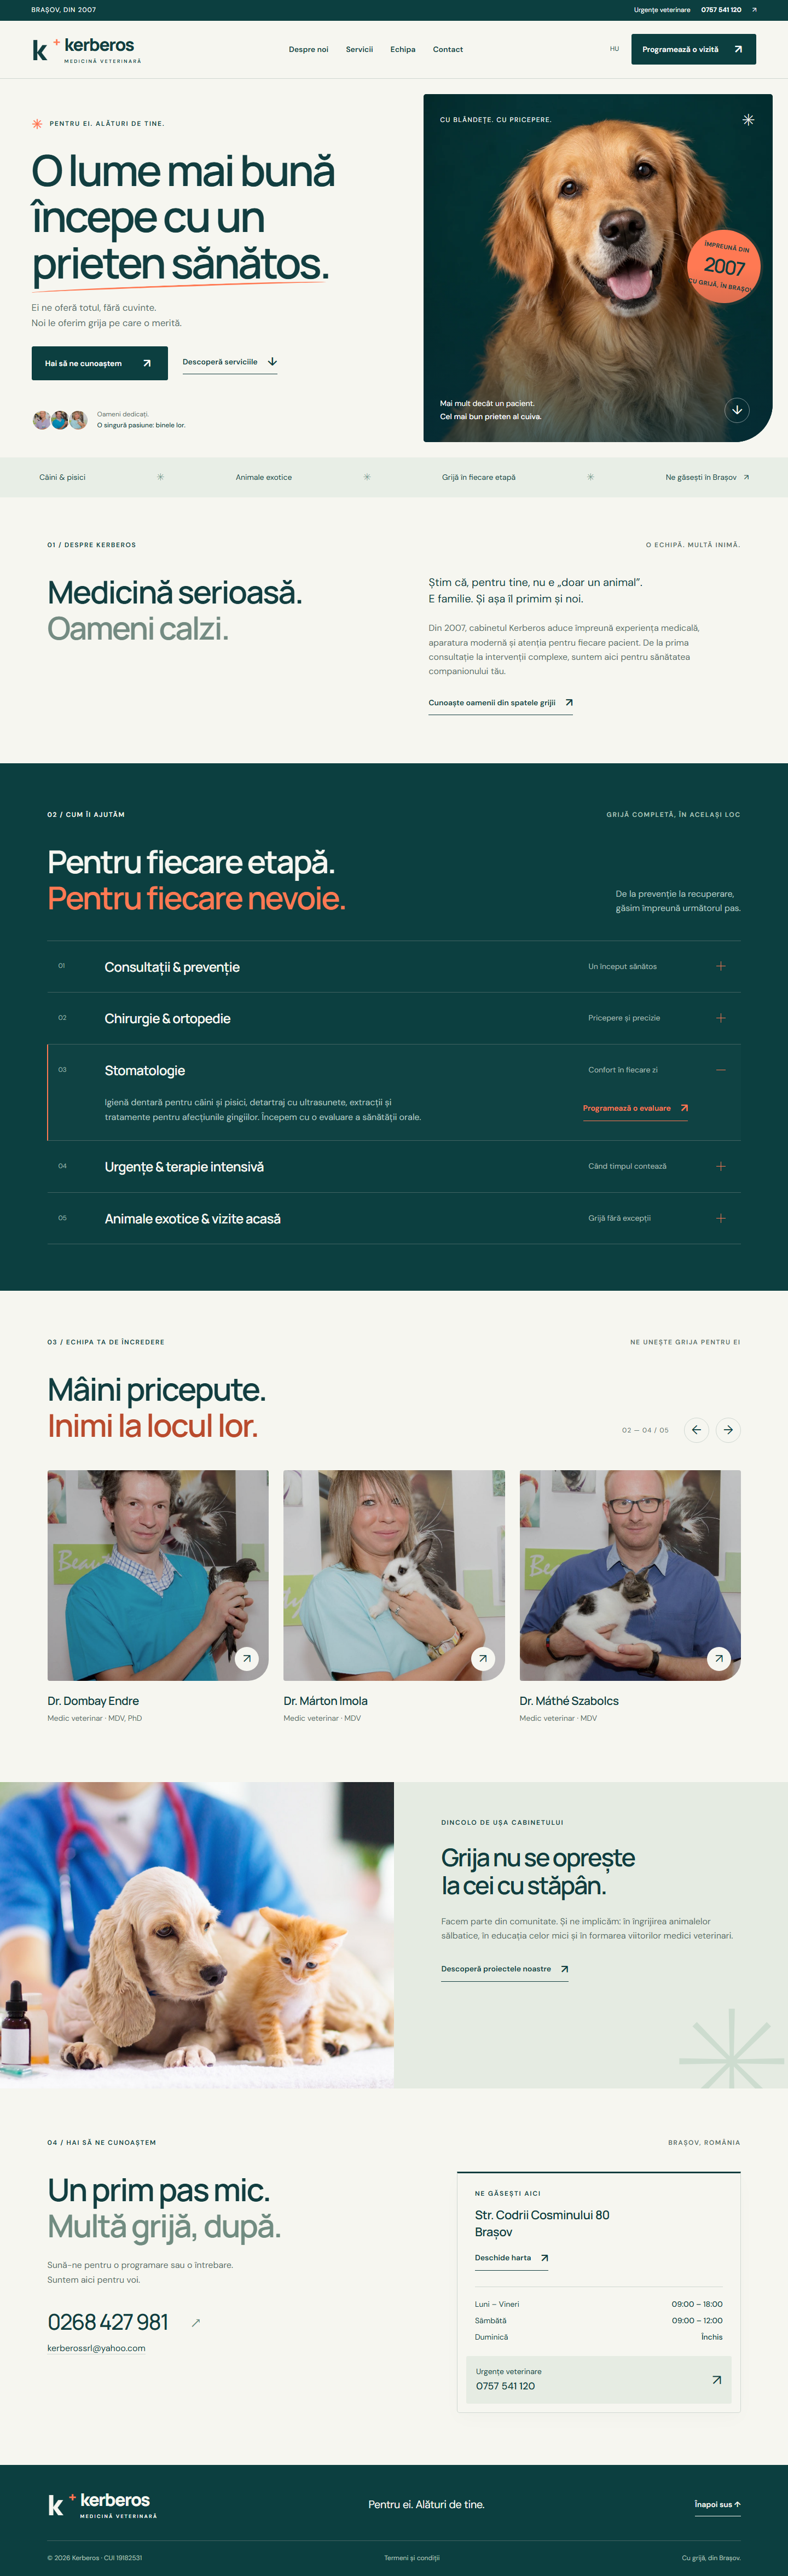 BRAȘOV, DIN 2007
Urgențe veterinare 0757 541 120
k kerberos
MEDICINĂ VETERINARĂ
Despre noi
Servicii
Echipa
Contact
HU
Programează o vizită
PENTRU EI. ALĂTURI DE TINE.
O lume mai bună
începe cu un
prieten sănătos.
Ei ne oferă totul, fără cuvinte.
Noi le oferim grija pe care o merită.
Hai să ne cunoaștem
Descoperă serviciile
Oameni dedicați.
O singură pasiune: binele lor.
CU BLÂNDEȚE. CU PRICEPERE.
ÎMPREUNĂ DIN
2007
CU GRIJĂ, ÎN BRAȘOV
Mai mult decât un pacient.
Cel mai bun prieten al cuiva.
Câini & pisici
Animale exotice
Grijă în fiecare etapă
Ne găsești în Brașov
01 / DESPRE KERBEROS
O ECHIPĂ. MULTĂ INIMĂ.
Medicină serioasă.
Oameni calzi.
Știm că, pentru tine, nu e „doar un animal”.
E familie. Și așa îl primim și noi.
Din 2007, cabinetul Kerberos aduce împreună experiența medicală,
aparatura modernă și atenția pentru fiecare pacient. De la prima
consultație la intervenții complexe, suntem aici pentru sănătatea
companionului tău.
Cunoaște oamenii din spatele grijii
02 / CUM ÎI AJUTĂM
GRIJĂ COMPLETĂ, ÎN ACELAȘI LOC
Pentru fiecare etapă.
Pentru fiecare nevoie.
De la prevenție la recuperare,
găsim împreună următorul pas.
01 Consultații & prevenție Un început sănătos
02 Chirurgie & ortopedie Pricepere și precizie
03 Stomatologie Confort în fiecare zi
Igienă dentară pentru câini și pisici, detartraj cu ultrasunete, extracții și
tratamente pentru afecțiunile gingiilor. Începem cu o evaluare a sănătății orale.
Programează o evaluare
04 Urgențe & terapie intensivă Când timpul contează
05 Animale exotice & vizite acasă Grijă fără excepții
03 / ECHIPA TA DE ÎNCREDERE
NE UNEȘTE GRIJA PENTRU EI
Mâini pricepute.
Inimi la locul lor.
02 — 04 / 05
Dr. Dombay Endre
Medic veterinar · MDV, PhD
Dr. Márton Imola
Medic veterinar · MDV
Dr. Máthé Szabolcs
Medic veterinar · MDV
DINCOLO DE UȘA CABINETULUI
Grija nu se oprește
la cei cu stăpân.
Facem parte din comunitate. Și ne implicăm: în îngrijirea animalelor
sălbatice, în educația celor mici și în formarea viitorilor medici veterinari.
Descoperă proiectele noastre
04 / HAI SĂ NE CUNOAȘTEM
BRAȘOV, ROMÂNIA
Un prim pas mic.
Multă grijă, după.
Sună-ne pentru o programare sau o întrebare.
Suntem aici pentru voi.
0268 427 981
kerberossrl@yahoo.com
NE GĂSEȘTI AICI
Str. Codrii Cosminului 80
Brașov
Deschide harta
Luni – Vineri 09:00 – 18:00
Sâmbătă 09:00 – 12:00
Duminică Închis
Urgențe veterinare
0757 541 120
k kerberos
MEDICINĂ VETERINARĂ
Pentru ei. Alături de tine.
Înapoi sus ↑
© 2026 Kerberos · CUI 19182531
Termeni și condiții
Cu grijă, din Brașov.